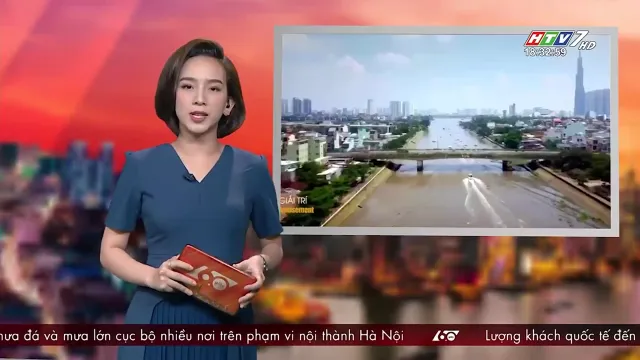 HTV7 HD
18:32:59
GIẢI TRÍ
mưa đá và mưa lớn cục bộ nhiều nơi trên phạm vi nội thành Hà Nội
60
Lượng khách quốc tế đến